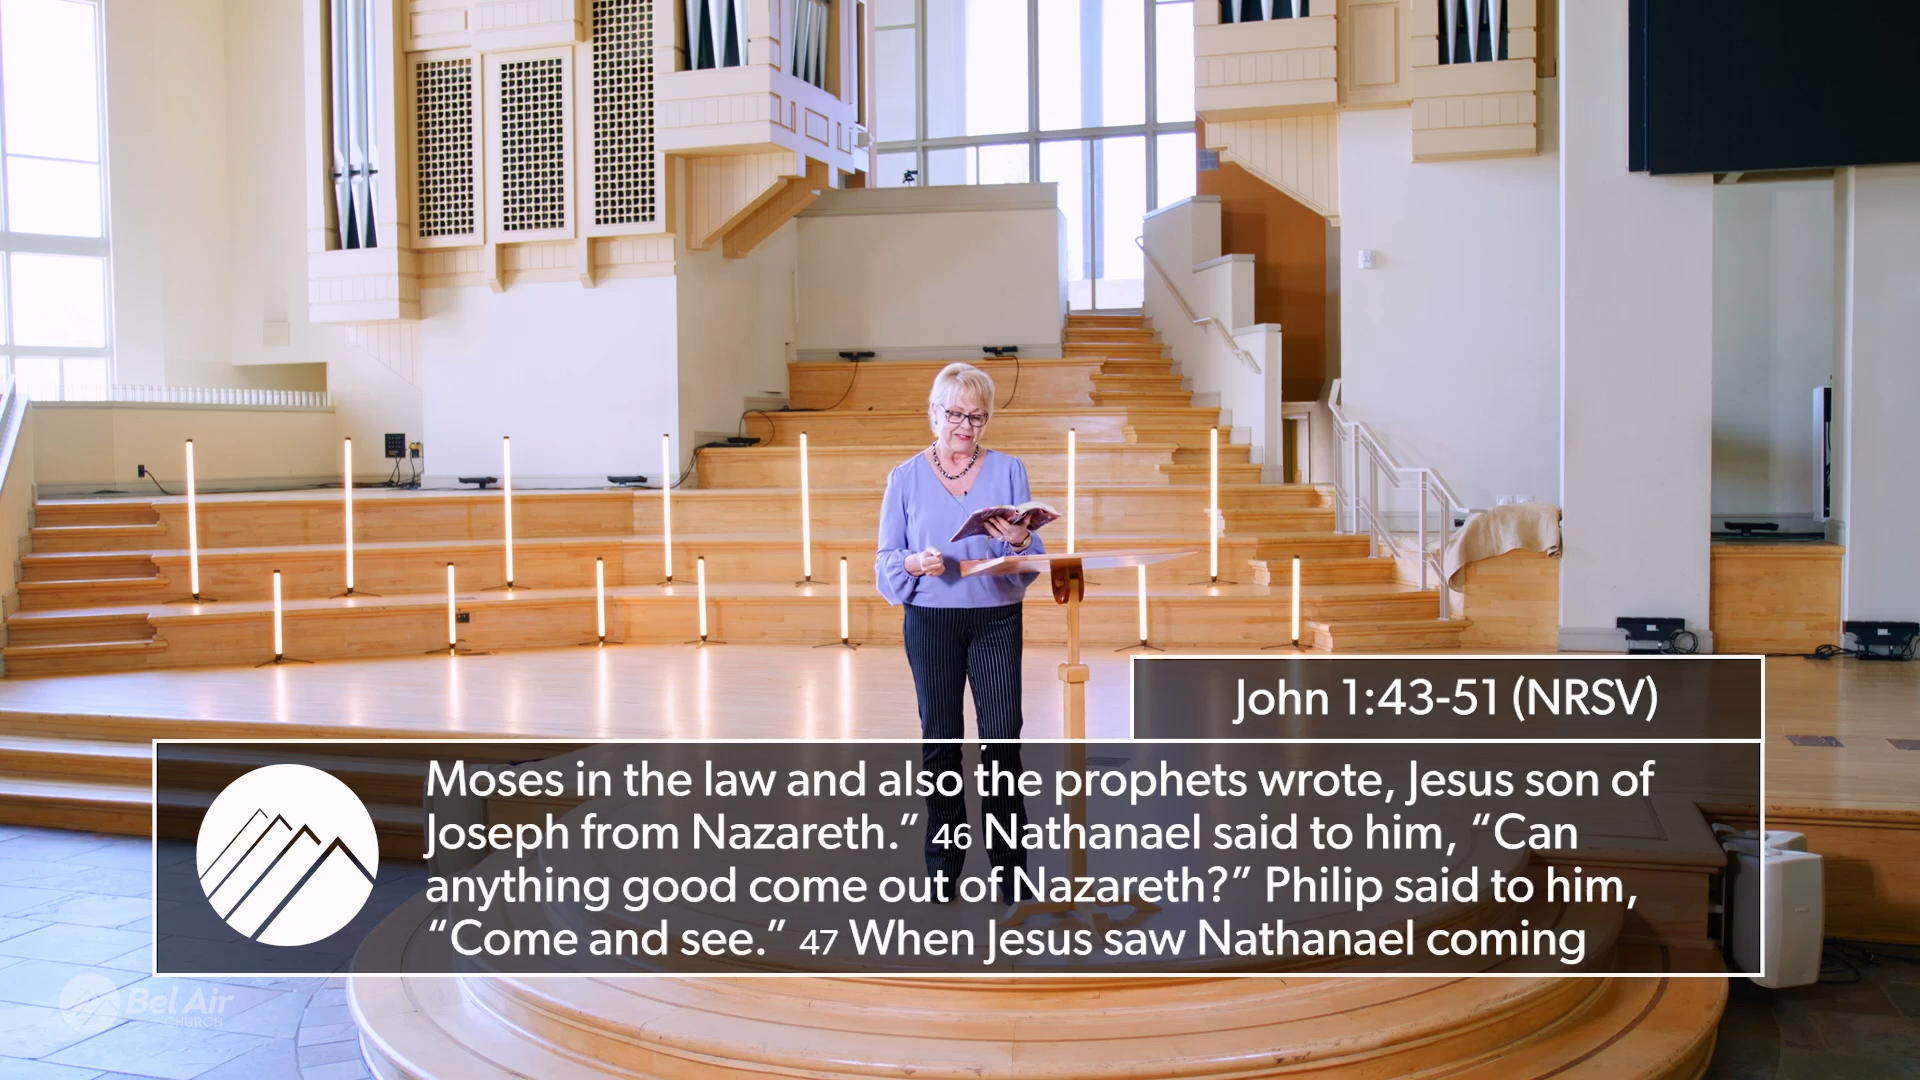 John 1:43-51 (NRSV)
Moses in the law and also the prophets wrote, Jesus son of
Joseph from Nazareth.” 46 Nathanael said to him, “Can
anything good come out of Nazareth?” Philip said to him,
“Come and see.” 47 When Jesus saw Nathanael coming
Bel Air
CHURCH